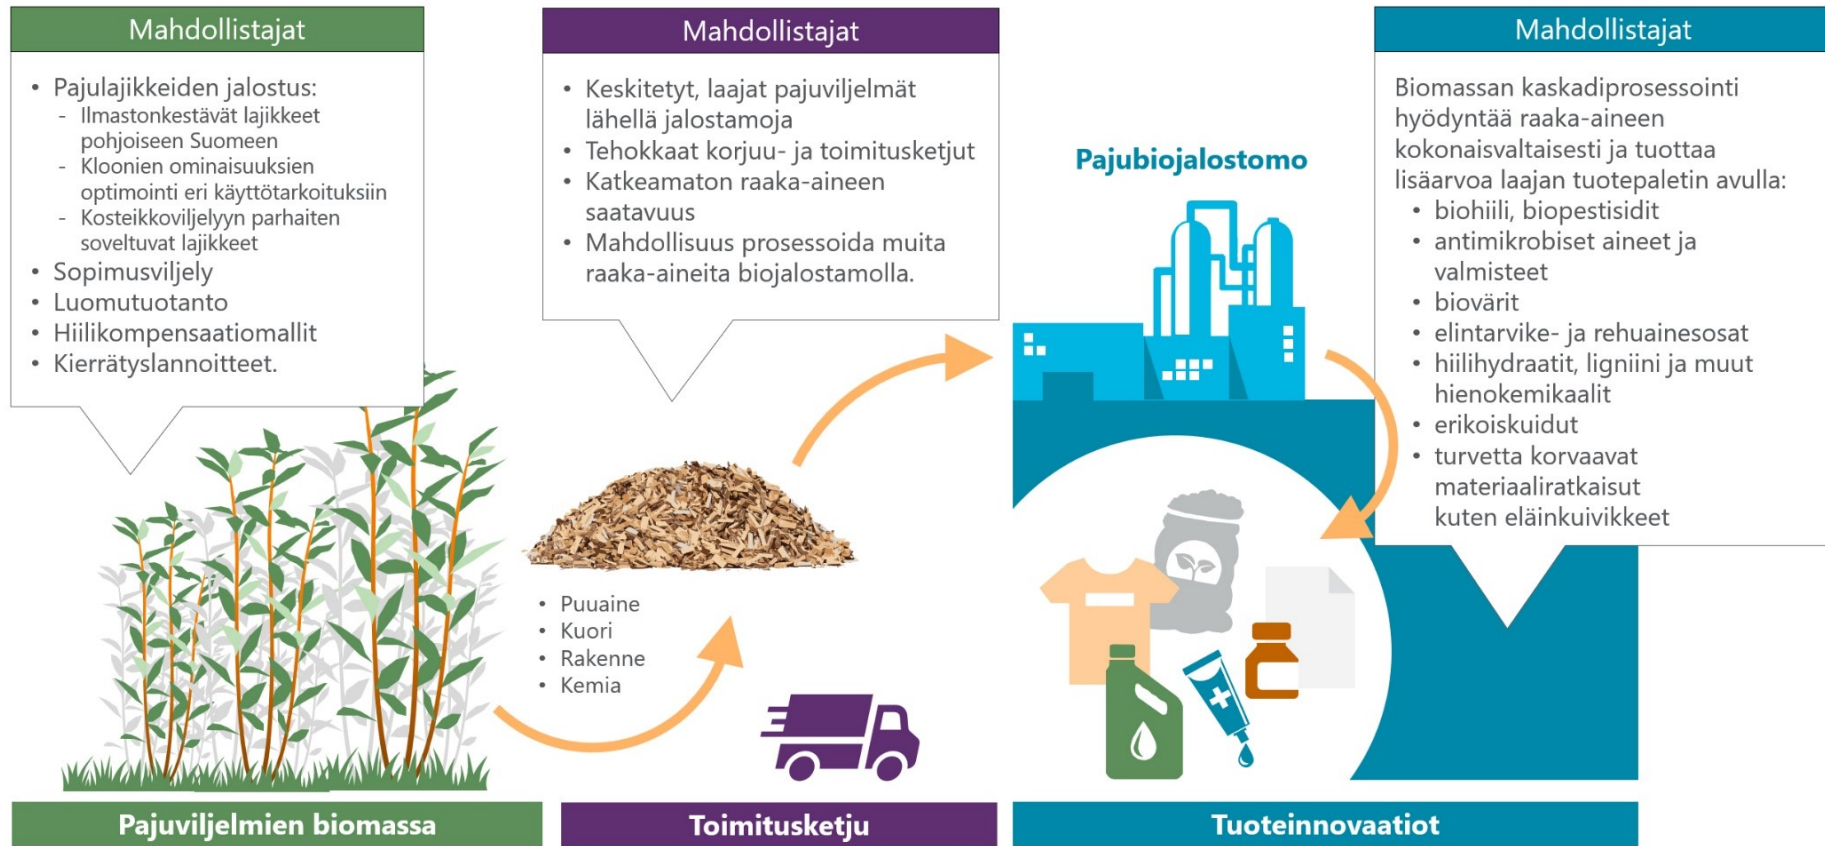 Mahdollistajat
• Pajulajikkeiden jalostus:
- Ilmastonkestävät lajikkeet
pohjoiseen Suomeen
- Kloonien ominaisuuksien
optimointi eri käyttötarkoituksiin
- Kosteikkoviljelyyn parhaiten
soveltuvat lajikkeet
• Sopimusviljely
• Luomutuotanto
• Hiilikompensaatiomallit
• Kierrätyslannoitteet.
Mahdollistajat
• Keskitetyt, laajat pajuviljelmät
lähellä jalostamoja
• Tehokkaat korjuu- ja toimitusketjut
• Katkeamaton raaka-aineen
saatavuus
• Mahdollisuus prosessoida muita
raaka-aineita biojalostamolla.
Mahdollistajat
Biomassan kaskadiprosessointi
hyödyntää raaka-aineen
kokonaisvaltaisesti ja tuottaa
lisäarvoa laajan tuotepaletin avulla:
• biohiili, biopestisidit
• antimikrobiset aineet ja
valmisteet
• biovärit
• elintarvike- ja rehuainesosat
• hiilihydraatit, ligniini ja muut
hienokemikaalit
• erikoiskuidut
• turvetta korvaavat
materiaaliratkaisut
kuten eläinkuivikkeet
Pajubiojalostomo
• Puuaine
• Kuori
• Rakenne
• Kemia
Pajuviljelmien biomassa
Toimitusketju
Tuoteinnovaatiot